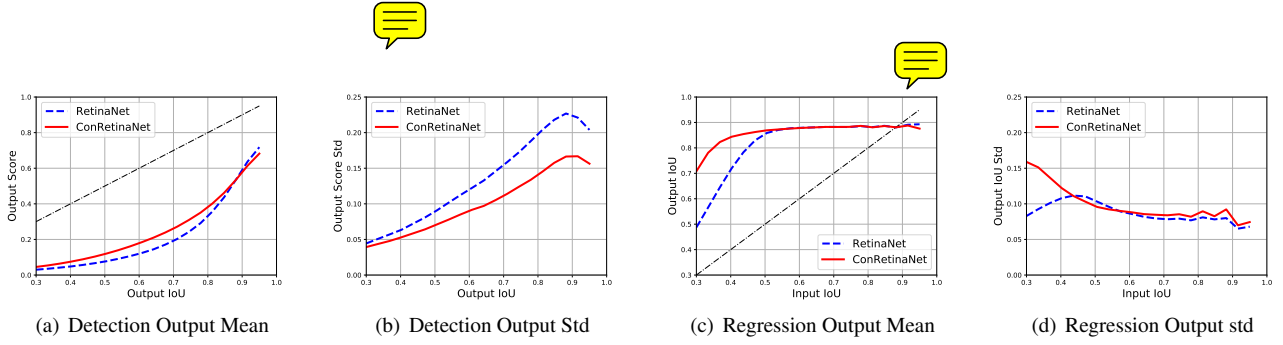 1.0
0.8
0.6
0.4
0.2
0.0
0.3 0.4 0.5 0.6 0.7 0.8 0.9 1.0
Output Score
Output IoU
RetinaNet
ConRetinaNet
(a) Detection Output Mean
0.25
0.20
0.15
0.10
0.05
0.00
0.3 0.4 0.5 0.6 0.7 0.8 0.9 1.0
Output Score Std
Output IoU
RetinaNet
ConRetinaNet
(b) Detection Output Std
1.0
0.9
0.8
0.7
0.6
0.5
0.4
0.3
0.3 0.4 0.5 0.6 0.7 0.8 0.9 1.0
Output IoU
Input IoU
RetinaNet
ConRetinaNet
(c) Regression Output Mean
0.25
0.20
0.15
0.10
0.05
0.00
0.3 0.4 0.5 0.6 0.7 0.8 0.9 1.0
Output IoU Std
Input IoU
RetinaNet
ConRetinaNet
(d) Regression Output std